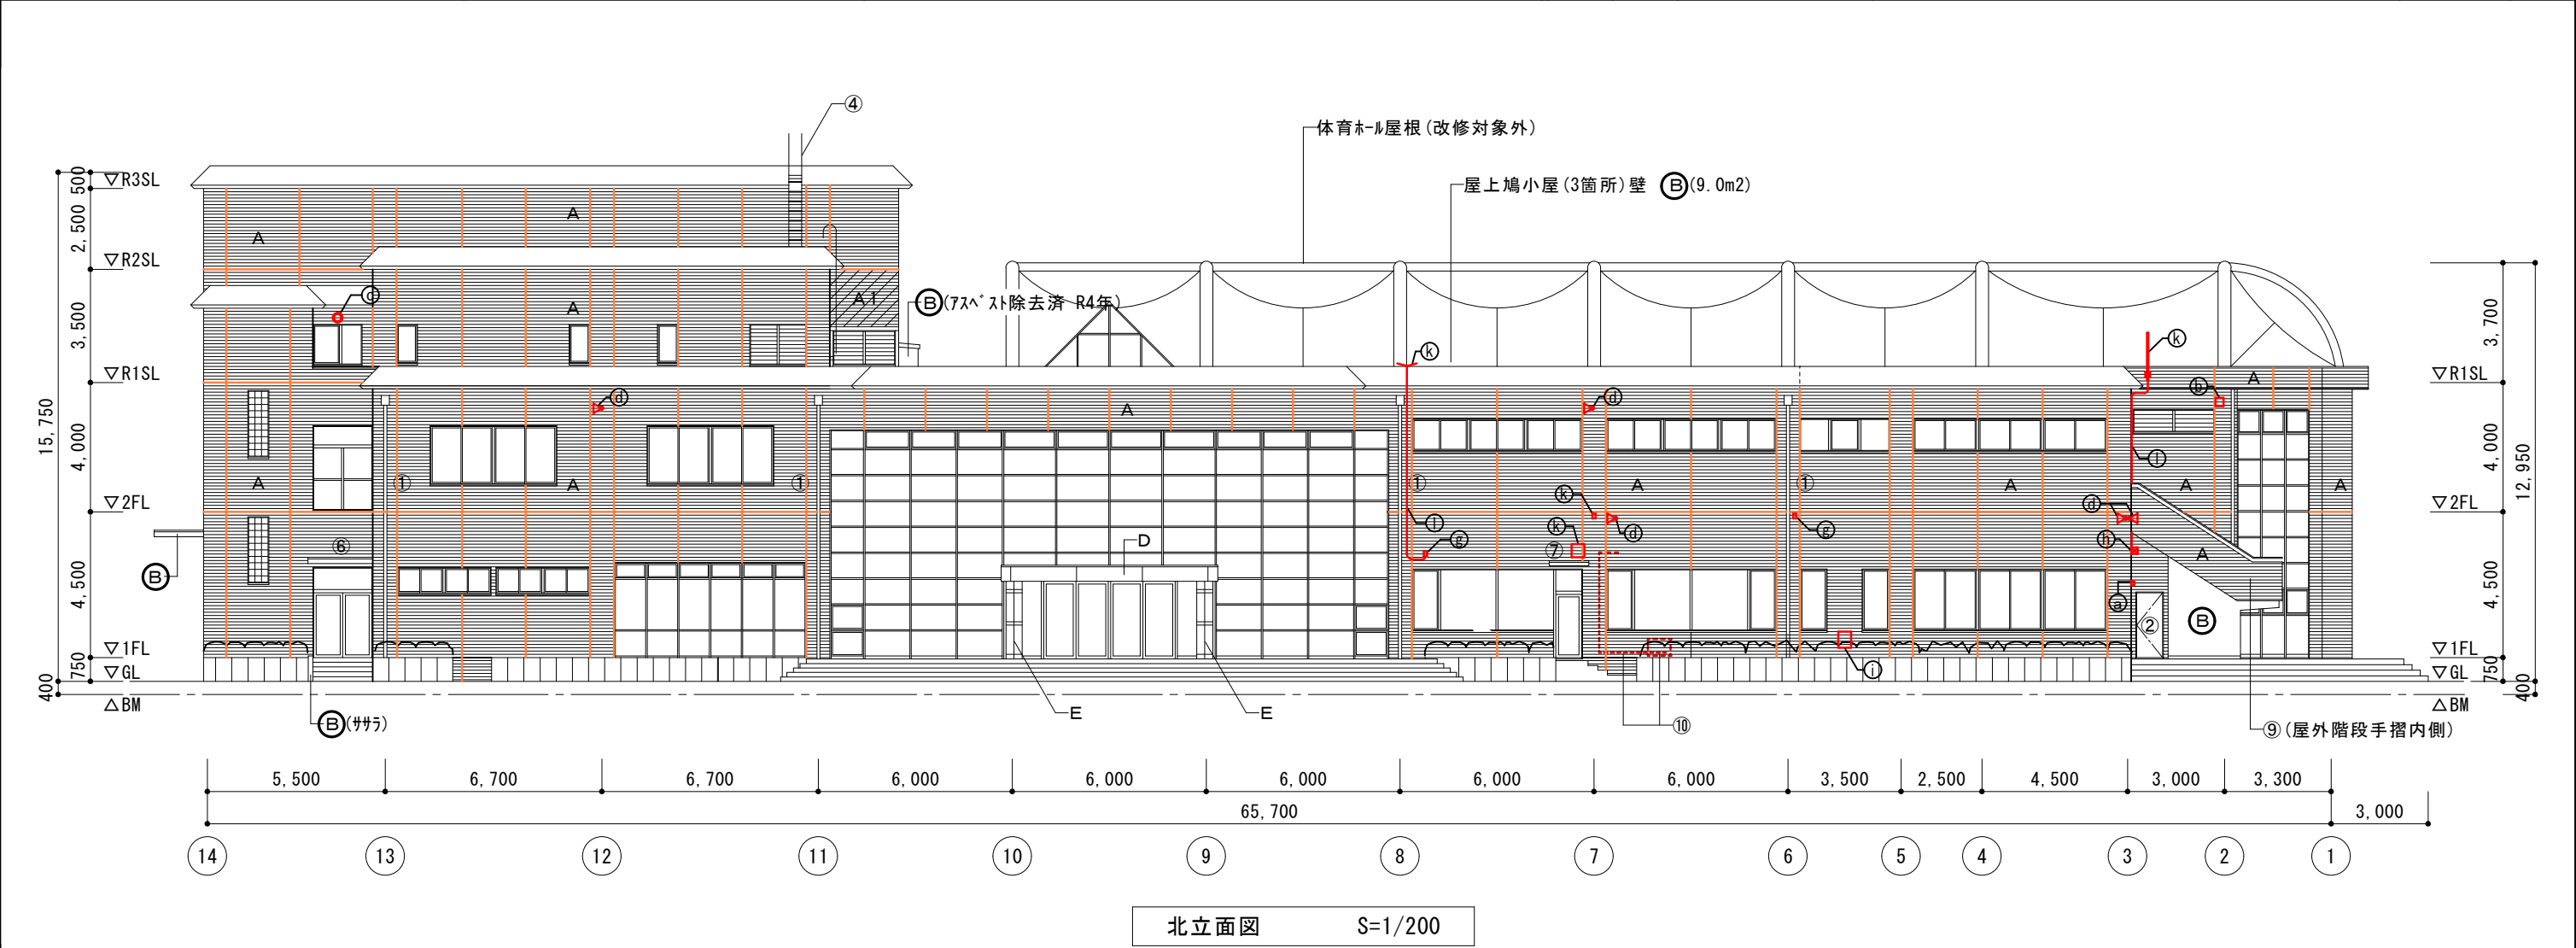 ④
体育ホール屋根(改修対象外)
屋上鳩小屋(3箇所)壁 Ⓑ(9.0m2)
▽R3SL
500
2,500
A
A
▽R2SL
ⓒ
A
A1
Ⓑ(アスベスト除去済 R4年)
3,500
3,700
ⓚ
ⓚ
▽R1SL
▽R1SL
ⓑ
A
ⓓ
A
ⓓ
15,750
4,000
4,000
12,950
A
①
A
①
①
A
①
ⓛ
A
A
▽2FL
ⓚ
ⓛ
ⓖ
ⓓ
ⓓ
▽2FL
⑥
D
ⓖ
ⓚ
⑦
ⓗ
A
Ⓑ
4,500
4,500
ⓐ
②
Ⓑ
▽1FL
▽1FL
750
▽GL
ⓘ
750
▽GL
400
△BM
400
△BM
Ⓑ(ササラ)
E
E
⑩
⑨(屋外階段手摺内側)
5,500 6,700 6,700 6,000 6,000 6,000 6,000 6,000 3,500 2,500 4,500 3,000 3,300
65,700 3,000
14 13 12 11 10 9 8 7 6 5 4 3 2 1
北立面図 S=1/200